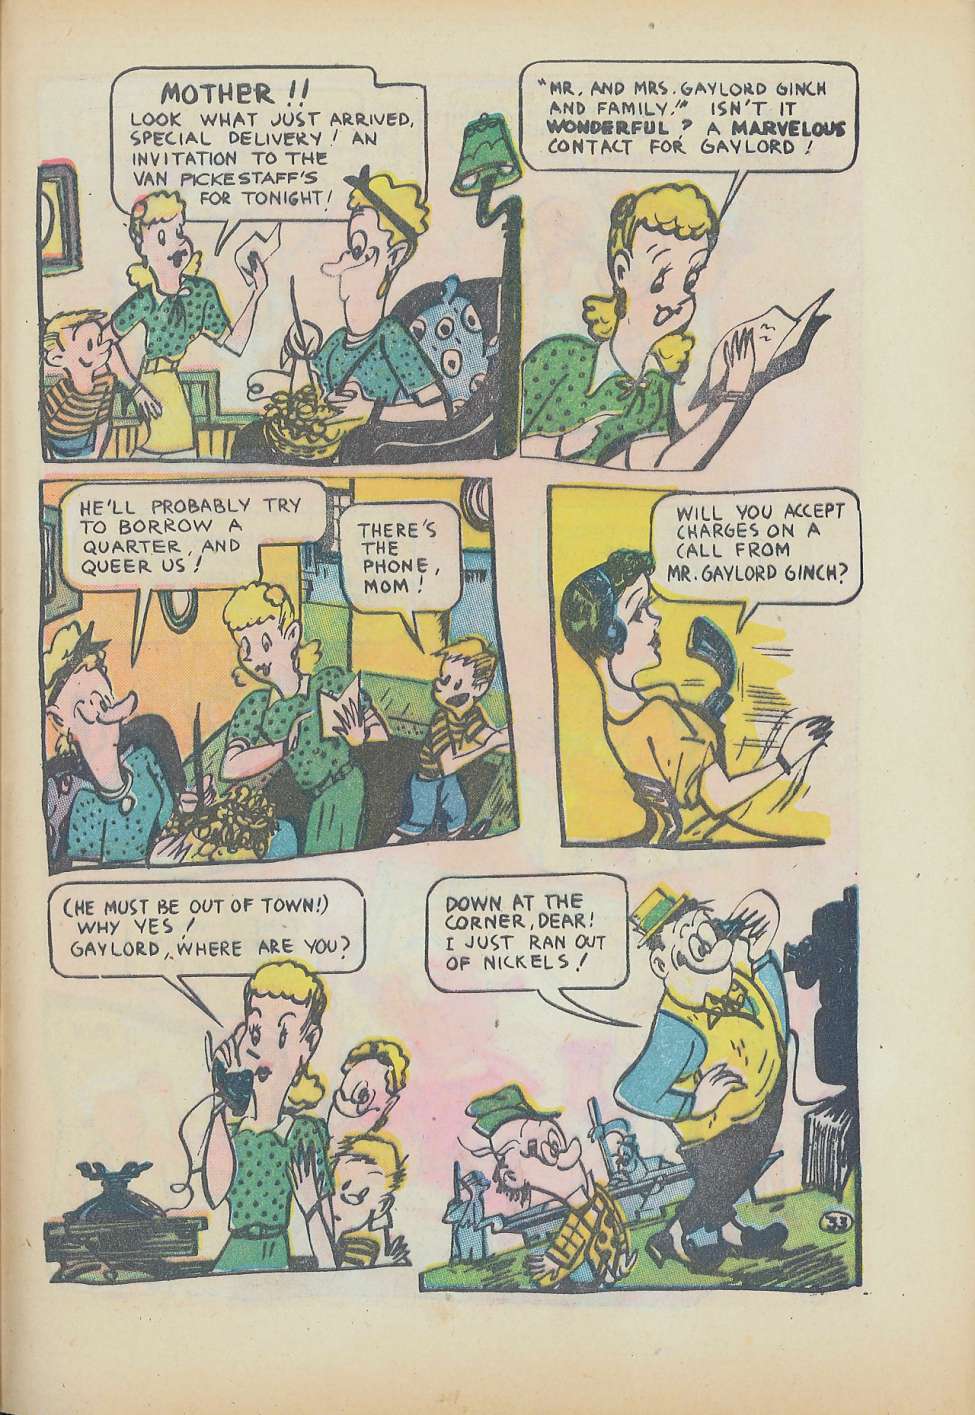 MOTHER!!
LOOK WHAT JUST ARRIVED,
SPECIAL DELIVERY! AN
INVITATION TO THE
VAN PICKESTAFF'S
FOR TONIGHT!
"MR. AND MRS. GAYLORD GINCH
AND FAMILY!" ISN'T IT
WONDERFUL? A MARVELOUS
CONTACT FOR GAYLORD!
HE'LL PROBABLY TRY
TO BORROW A
QUARTER, AND
QUEER US!
THERE'S
THE
PHONE,
MOM!
WILL YOU ACCEPT
CHARGES ON A
CALL FROM
MR. GAYLORD GINCH?
(HE MUST BE OUT OF TOWN!)
WHY YES!
GAYLORD, WHERE ARE YOU?
DOWN AT THE
CORNER, DEAR!
I JUST RAN OUT
OF NICKELS!
33